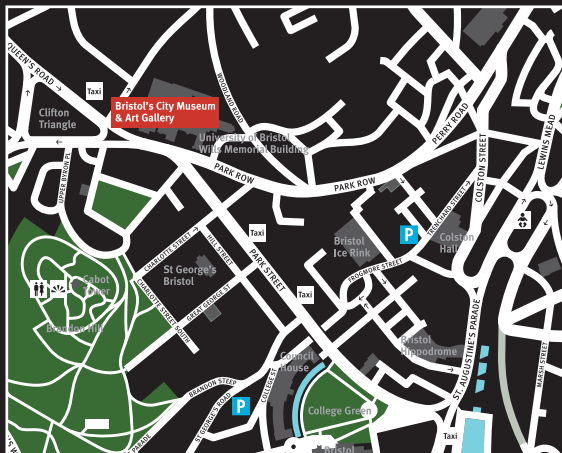 QUEEN'S ROAD
Taxi
WOODLAND ROAD
Bristol's City Museum
& Art Gallery
Clifton
Triangle
University of Bristol
Wills Memorial Building
PERRY ROAD
LEWINS MEAD
COLSTON STREET
UPPER BYRON PL
PARK ROW
PARK ROW
TRENCHARD STREET
CHARLOTTE STREET
HILL STREET
Taxi
P
Colston
Hall
Bristol
Ice Rink
PARK STREET
St George's
Bristol
FROGMORE STREET
Cabot
Tower
CHARLOTTE STREET SOUTH
GREAT GEORGE ST
Taxi
Brandon Hill
ST. AUGUSTINE'S PARADE
Bristol
Hippodrome
MARSH STREET
Council
House
BRANDON STEEP
COLLEGE ST
P
ST GEORGE'S ROAD
College Green
Taxi
PARADE
Bristol